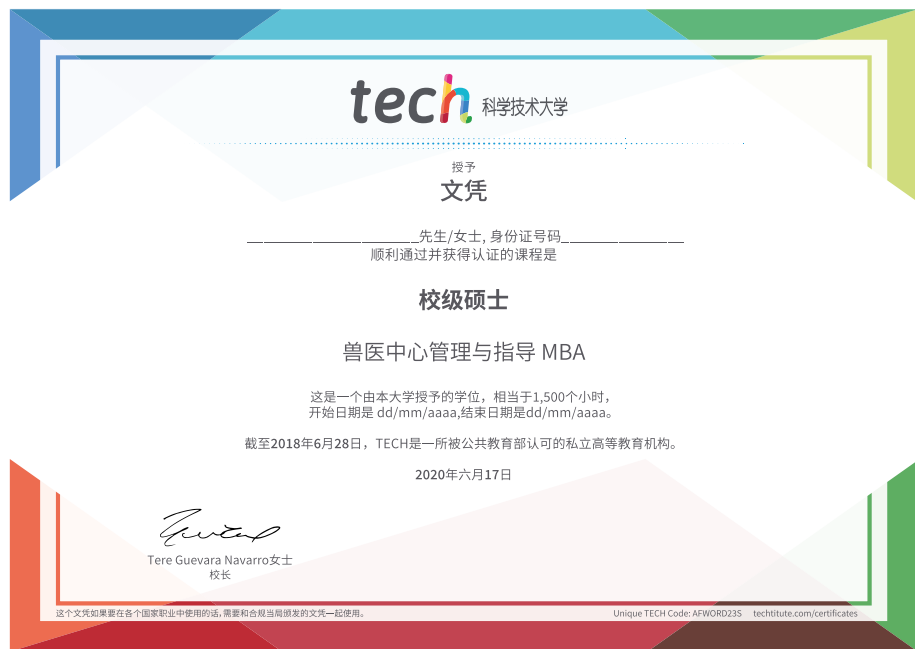 tech 科学技术大学
授予
文凭
_____________________先生/女士, 身份证号码_______________
顺利通过并获得认证的课程是
校级硕士
兽医中心管理与指导 MBA
这是一个由本大学授予的学位，相当于1,500个小时，
开始日期是 dd/mm/aaaa,结束日期是dd/mm/aaaa。
截至2018年6月28日，TECH是一所被公共教育部认可的私立高等教育机构。
2020年六月17日
Tere Guevara Navarro女士
校长
这个文凭如果要在各个国家职业中使用的话,需要和合规当局颁发的文凭一起使用。
Unique TECH Code: AFWORD23S techtitute.com/certificates